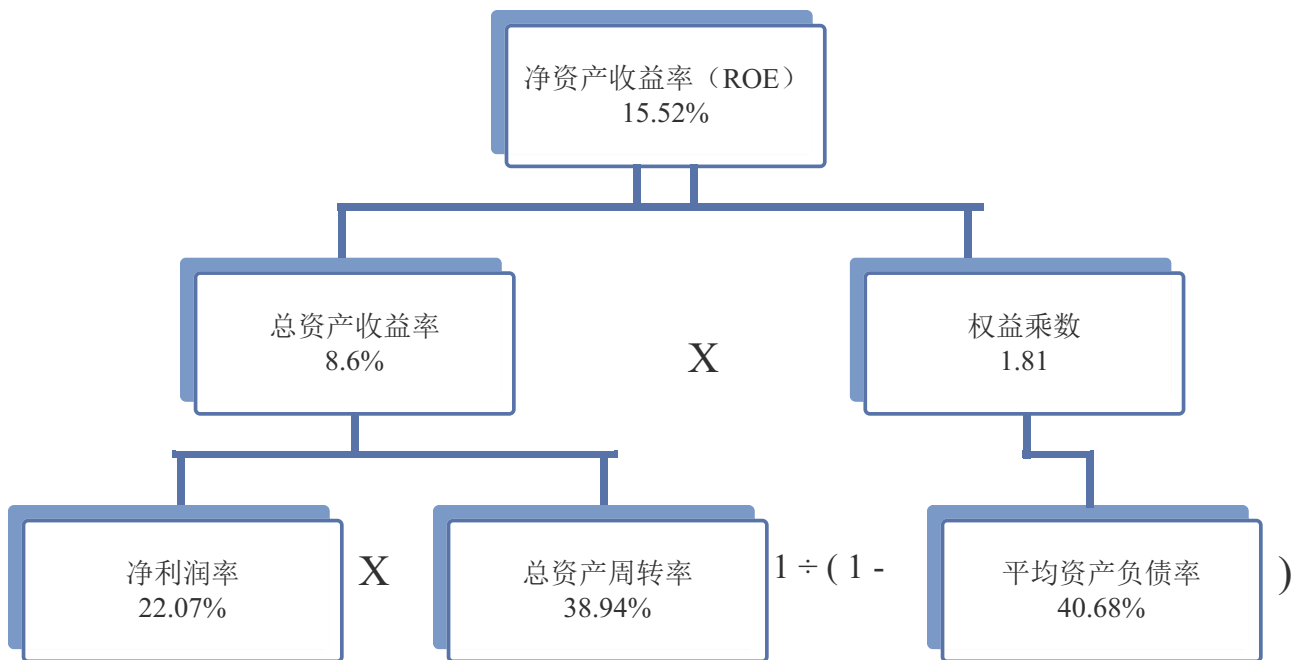 净资产收益率（ROE）
15.52%
总资产收益率
8.6%
X
权益乘数
1.81
净利润率
22.07%
X
总资产周转率
38.94%
1 ÷ ( 1 -
平均资产负债率
40.68%
)